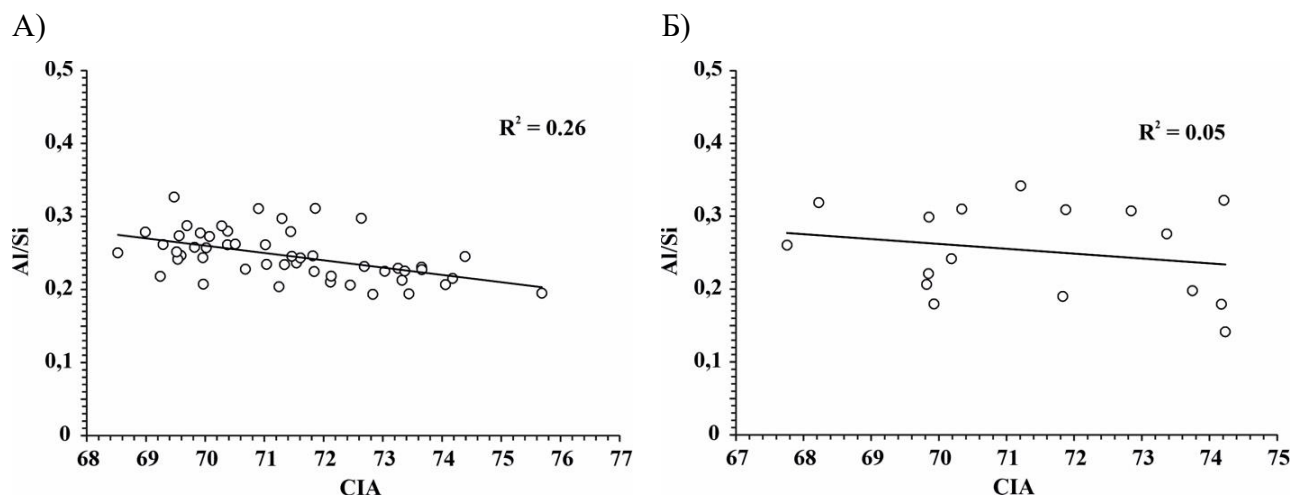 А)
0,5
0,4
0,3
0,2
0,1
0
Al/Si
R² = 0.26
68 69 70 71 72 73 74 75 76 77
CIA
Б)
0,5
0,4
0,3
0,2
0,1
0
Al/Si
R² = 0.05
67 68 69 70 71 72 73 74 75
CIA